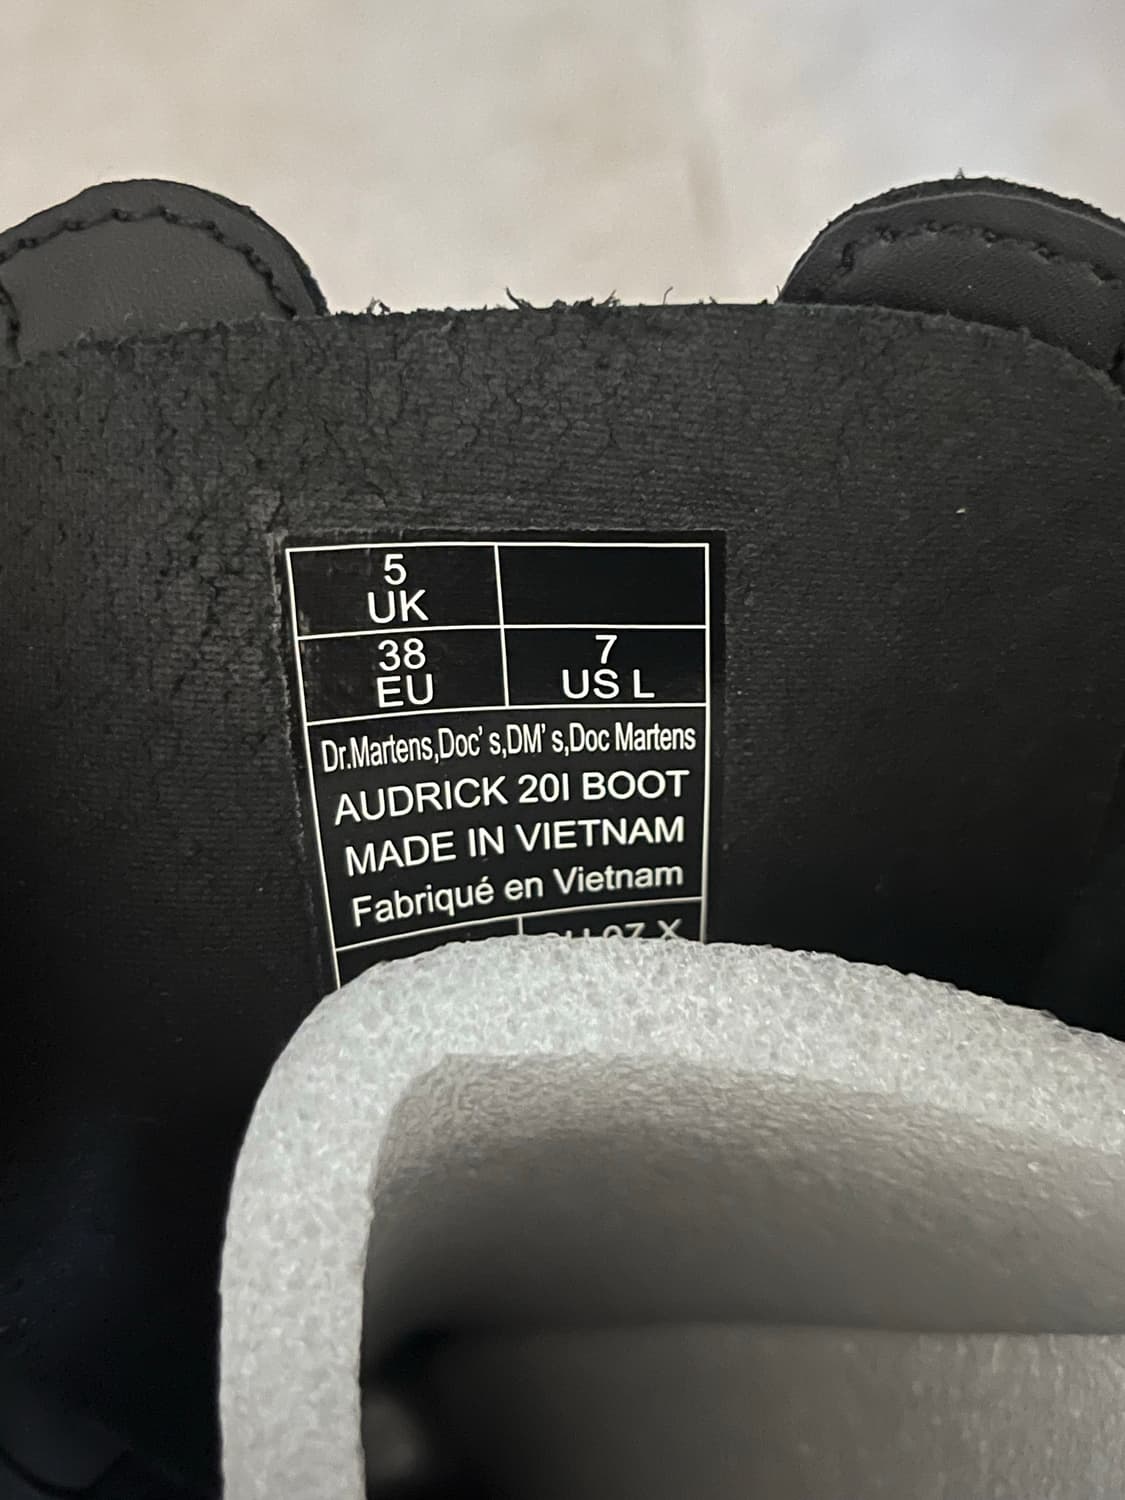 5
UK
38
EU
7
US L
Dr.Martens,Doc' s,DM' s,Doc Martens
AUDRICK 20I BOOT
MADE IN VIETNAM
Fabriqué en Vietnam